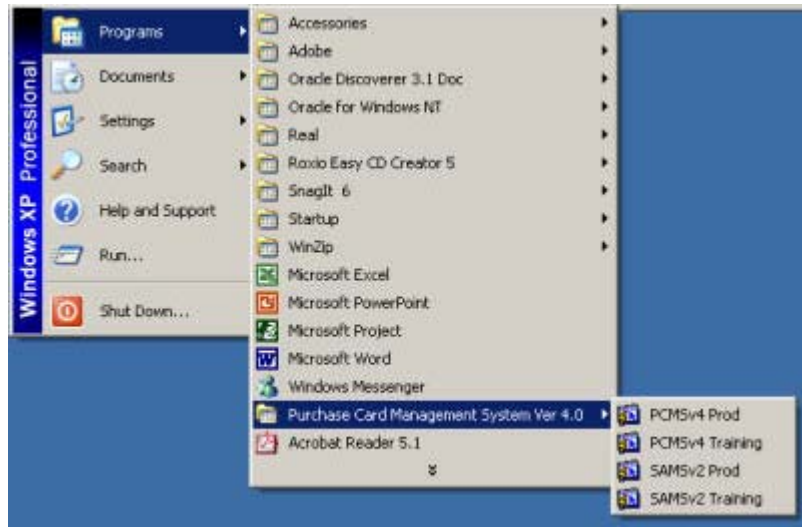 Windows XP Professional
Programs
Documents
Settings
Search
Help and Support
Run...
Shut Down...
Accessories
Adobe
Oracle Discoverer 3.1 Doc
Oracle for Windows NT
Real
Roxio Easy CD Creator 5
SnagIt 6
Startup
WinZip
Microsoft Excel
Microsoft PowerPoint
Microsoft Project
Microsoft Word
Windows Messenger
Purchase Card Management System Ver 4.0
Acrobat Reader 5.1
PCMSv4 Prod
PCMSv4 Training
SAMSv2 Prod
SAMSv2 Training